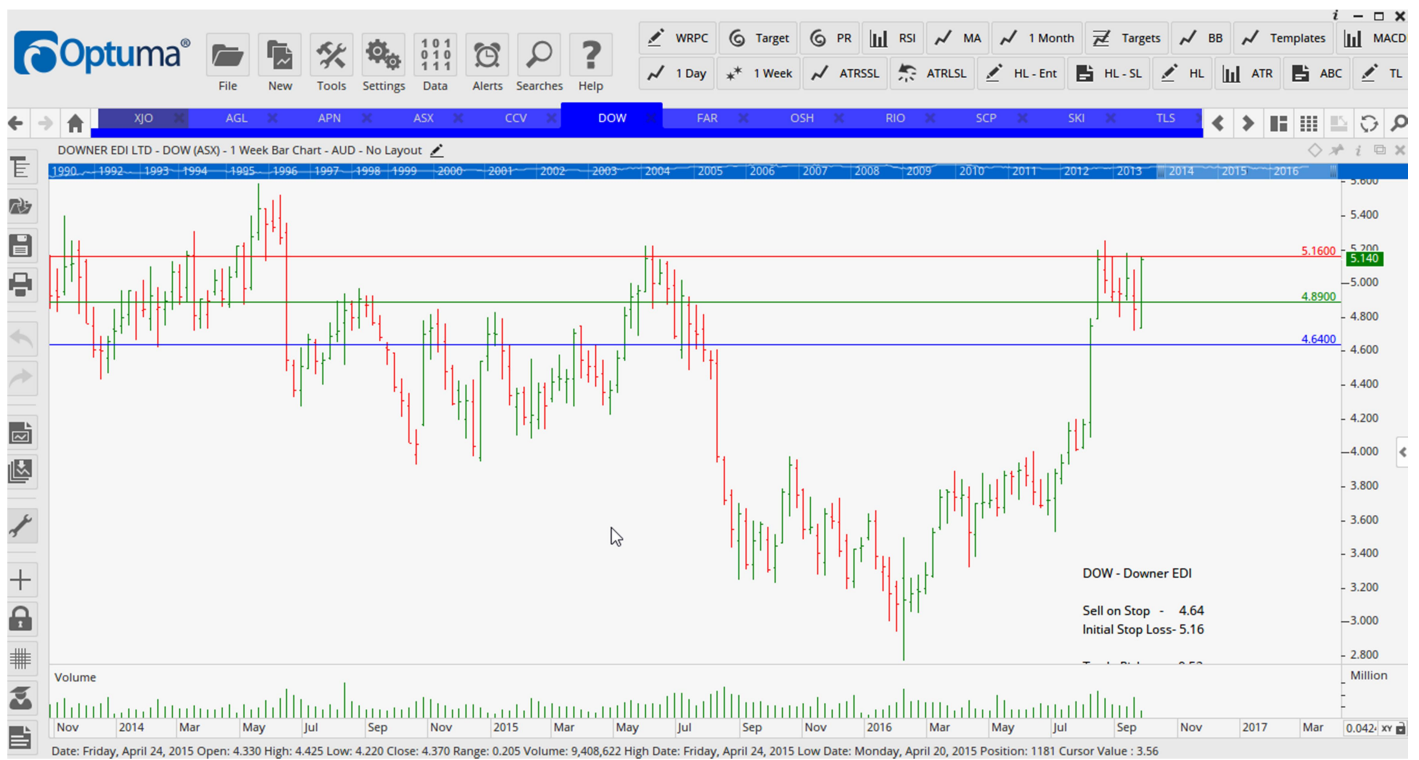 Optuma®
File New Tools Settings Data Alerts Searches Help
WRPC Target PR RSI MA 1 Month Targets BB Templates MACD
1 Day 1 Week ATRSSL ATRLSL HL - Ent HL - SL HL ATR ABC TL
XJO AGL APN ASX CCV DOW FAR OSH RIO SCP SKI TLS
DOWNER EDI LTD - DOW (ASX) - 1 Week Bar Chart - AUD - No Layout
1990 1992 1993 1994 1995 1996 1997 1998 1999 2000 2001 2002 2003 2004 2005 2006 2007 2008 2009 2010 2011 2012 2013 2014 2015 2016
5.600
5.400
5.200
5.1600
5.140
5.000
4.8900
4.800
4.6400
4.600
4.400
4.200
4.000
3.800
3.600
3.400
DOW - Downer EDI
3.200
Sell on Stop - 4.64
3.000
Initial Stop Loss- 5.16
2.800
Volume
Million
Nov 2014 Mar May Jul Sep Nov 2015 Mar May Jul Sep Nov 2016 Mar May Jul Sep Nov 2017 Mar 0.042 XY
Date: Friday, April 24, 2015 Open: 4.330 High: 4.425 Low: 4.220 Close: 4.370 Range: 0.205 Volume: 9,408,622 High Date: Friday, April 24, 2015 Low Date: Monday, April 20, 2015 Position: 1181 Cursor Value : 3.56